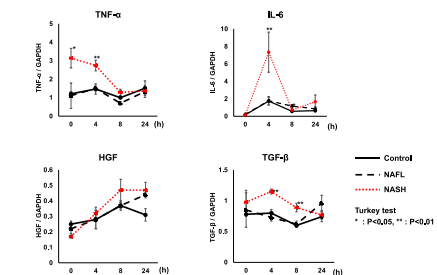 TNF-α
IL-6
TNF-α / GAPDH
5
4
3
2
1
0
*
**
0 4 8 24 (h)
IL-6 / GAPDH
10
8
6
4
2
0
**
0 4 8 24 (h)
HGF
TGF-β
HGF / GAPDH
0.6
0.5
0.4
0.3
0.2
0.1
0
0 4 8 24 (h)
TGF-β / GAPDH
1.5
1
0.5
0
**
**
0 4 8 24 (h)
Control
NAFL
NASH
Turkey test
* : P<0.05, ** : P<0.01